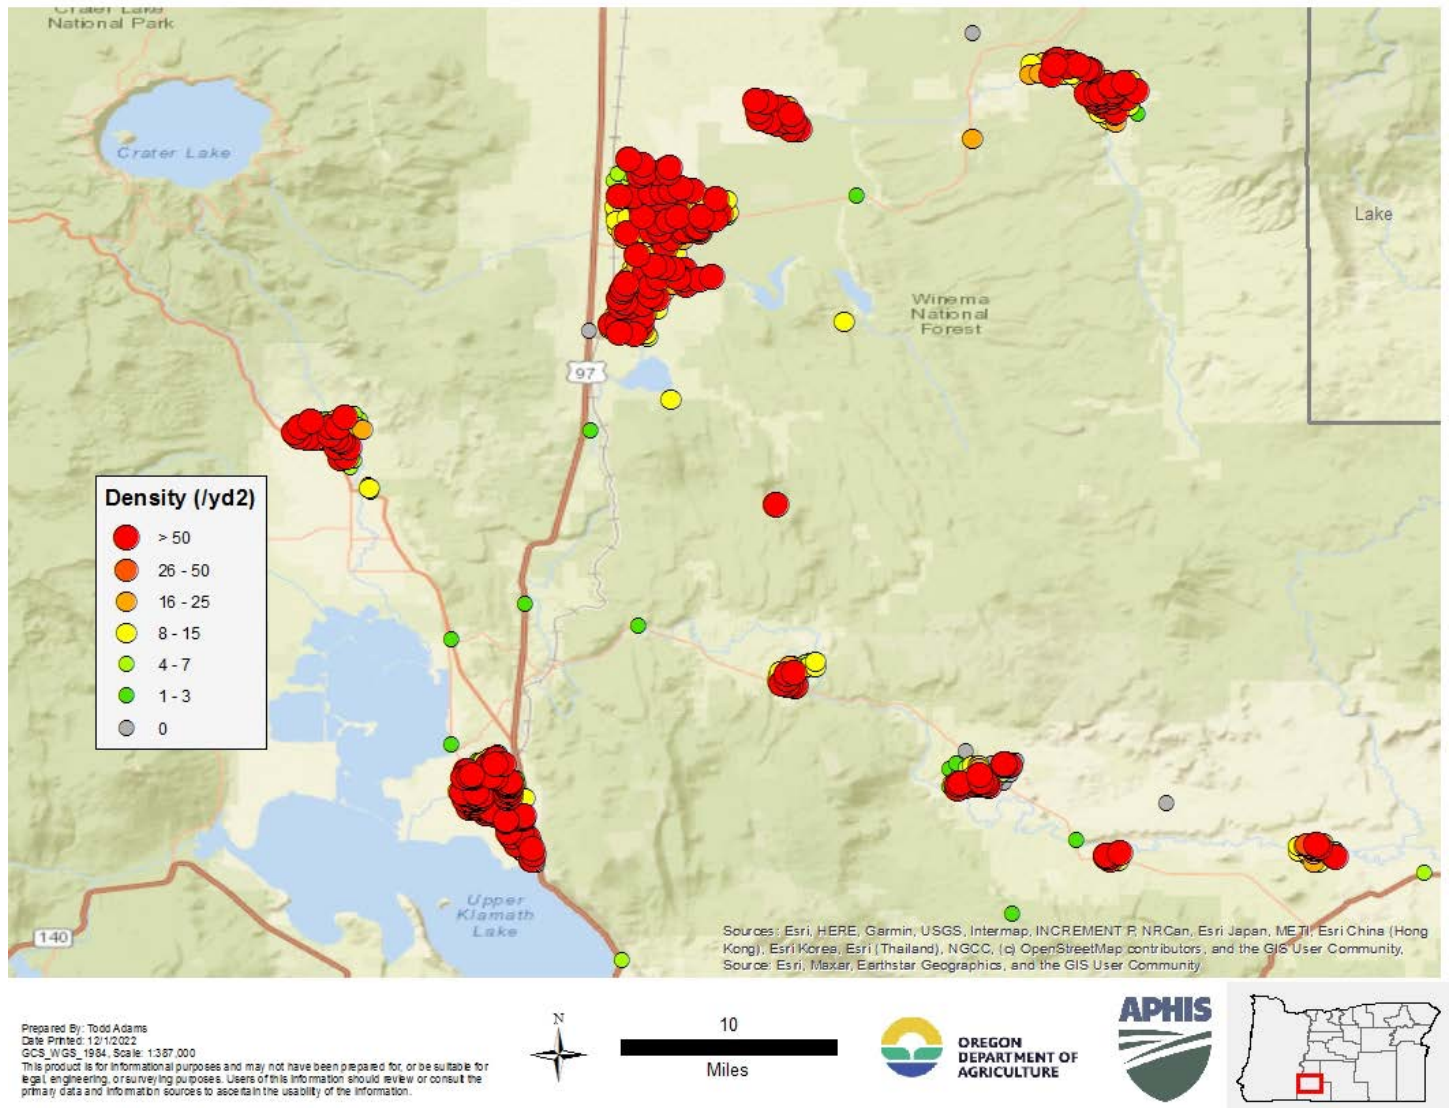 Crater Lake
National Park
Crater Lake
Lake
Winema
National
Forest
97
Density (/yd2)
> 50
26 - 50
16 - 25
8 - 15
4 - 7
1 - 3
0
Upper
Klamath
Lake
140
Sources: Esri, HERE, Garmin, USGS, Intermap, INCREMENT P, NRCan, Esri Japan, METI, Esri China (Hong
Kong), Esri Korea, Esri (Thailand), NGCC, (c) OpenStreetMap contributors, and the GIS User Community,
Source: Esri, Maxar, Earthstar Geographics, and the GIS User Community
Prepared By: Todd Adams
Date Printed: 12/1/2022
GCS_WGS_1984, Scale: 1:387,000
This product is for informational purposes and may not have been prepared for, or be suitable for
legal, engineering, or surveying purposes. Users of this information should review or consult the
primary data and information sources to ascertain the usability of the information.
N
10
Miles
OREGON
DEPARTMENT OF
AGRICULTURE
APHIS